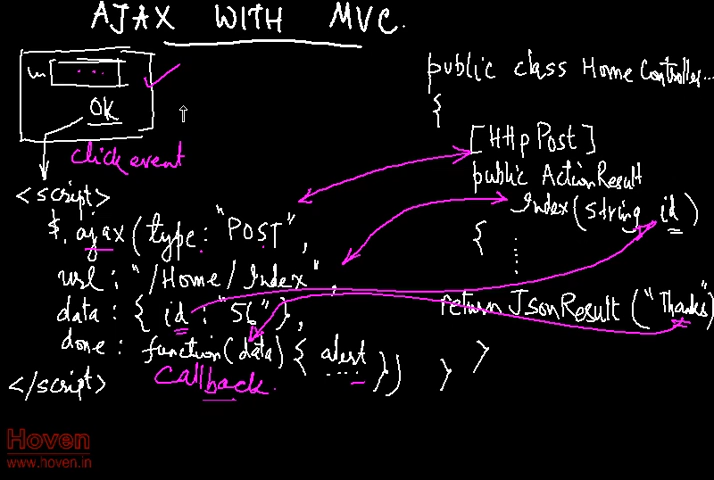 AJAX WITH MVC.
OK
click event
<script>
$.ajax(type: "POST",
url: "/Home/Index",
data: { id : "56"},
done: function(data) { alert
.... })
Callback.
</script>
public class HomeController...
{
[HttpPost]
public ActionResult
Index(string id)
{
return JsonResult("Thanks")
}
}
Hoven
www.hoven.in